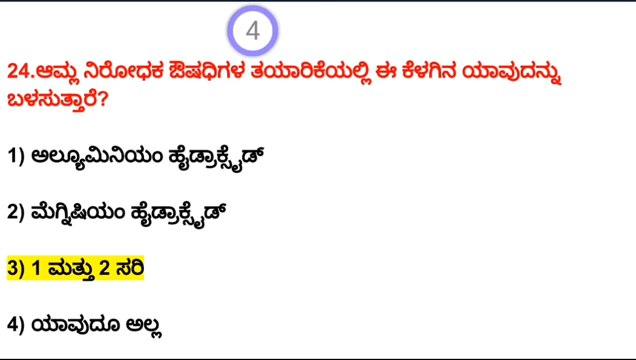 4
24.ಆಮ್ಲ ನಿರೋಧಕ ಔಷಧಿಗಳ ತಯಾರಿಕೆಯಲ್ಲಿ ಈ ಕೆಳಗಿನ ಯಾವುದನ್ನು
ಬಳಸುತ್ತಾರೆ?
1) ಅಲ್ಯೂಮಿನಿಯಂ ಹೈಡ್ರಾಕ್ಸೈಡ್
2) ಮೆಗ್ನಿಷಿಯಂ ಹೈಡ್ರಾಕ್ಸೈಡ್
3) 1 ಮತ್ತು 2 ಸರಿ
4) ಯಾವುದೂ ಅಲ್ಲ